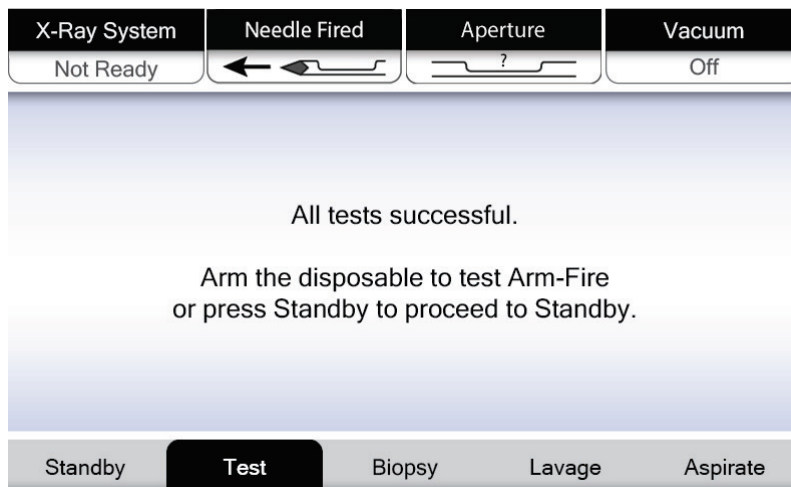 X-Ray System
Needle Fired
Aperture
Vacuum
Not Ready
?
Off
All tests successful.
Arm the disposable to test Arm-Fire
or press Standby to proceed to Standby.
Standby
Test
Biopsy
Lavage
Aspirate